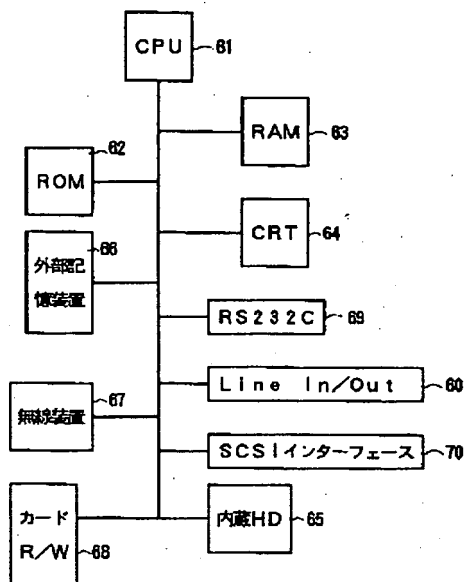 CPU
61
RAM
63
62
ROM
CRT
64
66
外部記
憶装置
RS232C
69
Line In/Out
60
67
無線装置
SCSIインターフェース
70
カード
R/W
68
内蔵HD
65